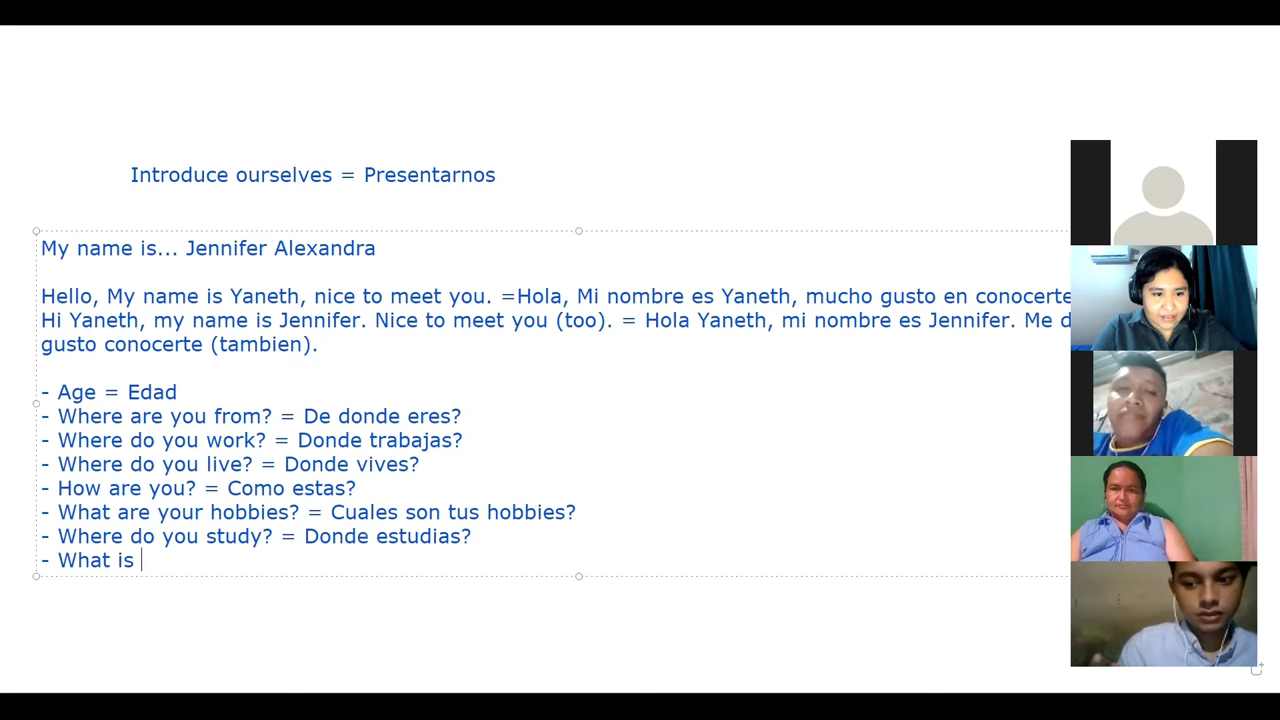 Introduce ourselves = Presentarnos
My name is... Jennifer Alexandra
Hello, My name is Yaneth, nice to meet you. =Hola, Mi nombre es Yaneth, mucho gusto en conocerte
Hi Yaneth, my name is Jennifer. Nice to meet you (too). = Hola Yaneth, mi nombre es Jennifer. Me
gusto conocerte (tambien).
- Age = Edad
- Where are you from? = De donde eres?
- Where do you work? = Donde trabajas?
- Where do you live? = Donde vives?
- How are you? = Como estas?
- What are your hobbies? = Cuales son tus hobbies?
- Where do you study? = Donde estudias?
- What is